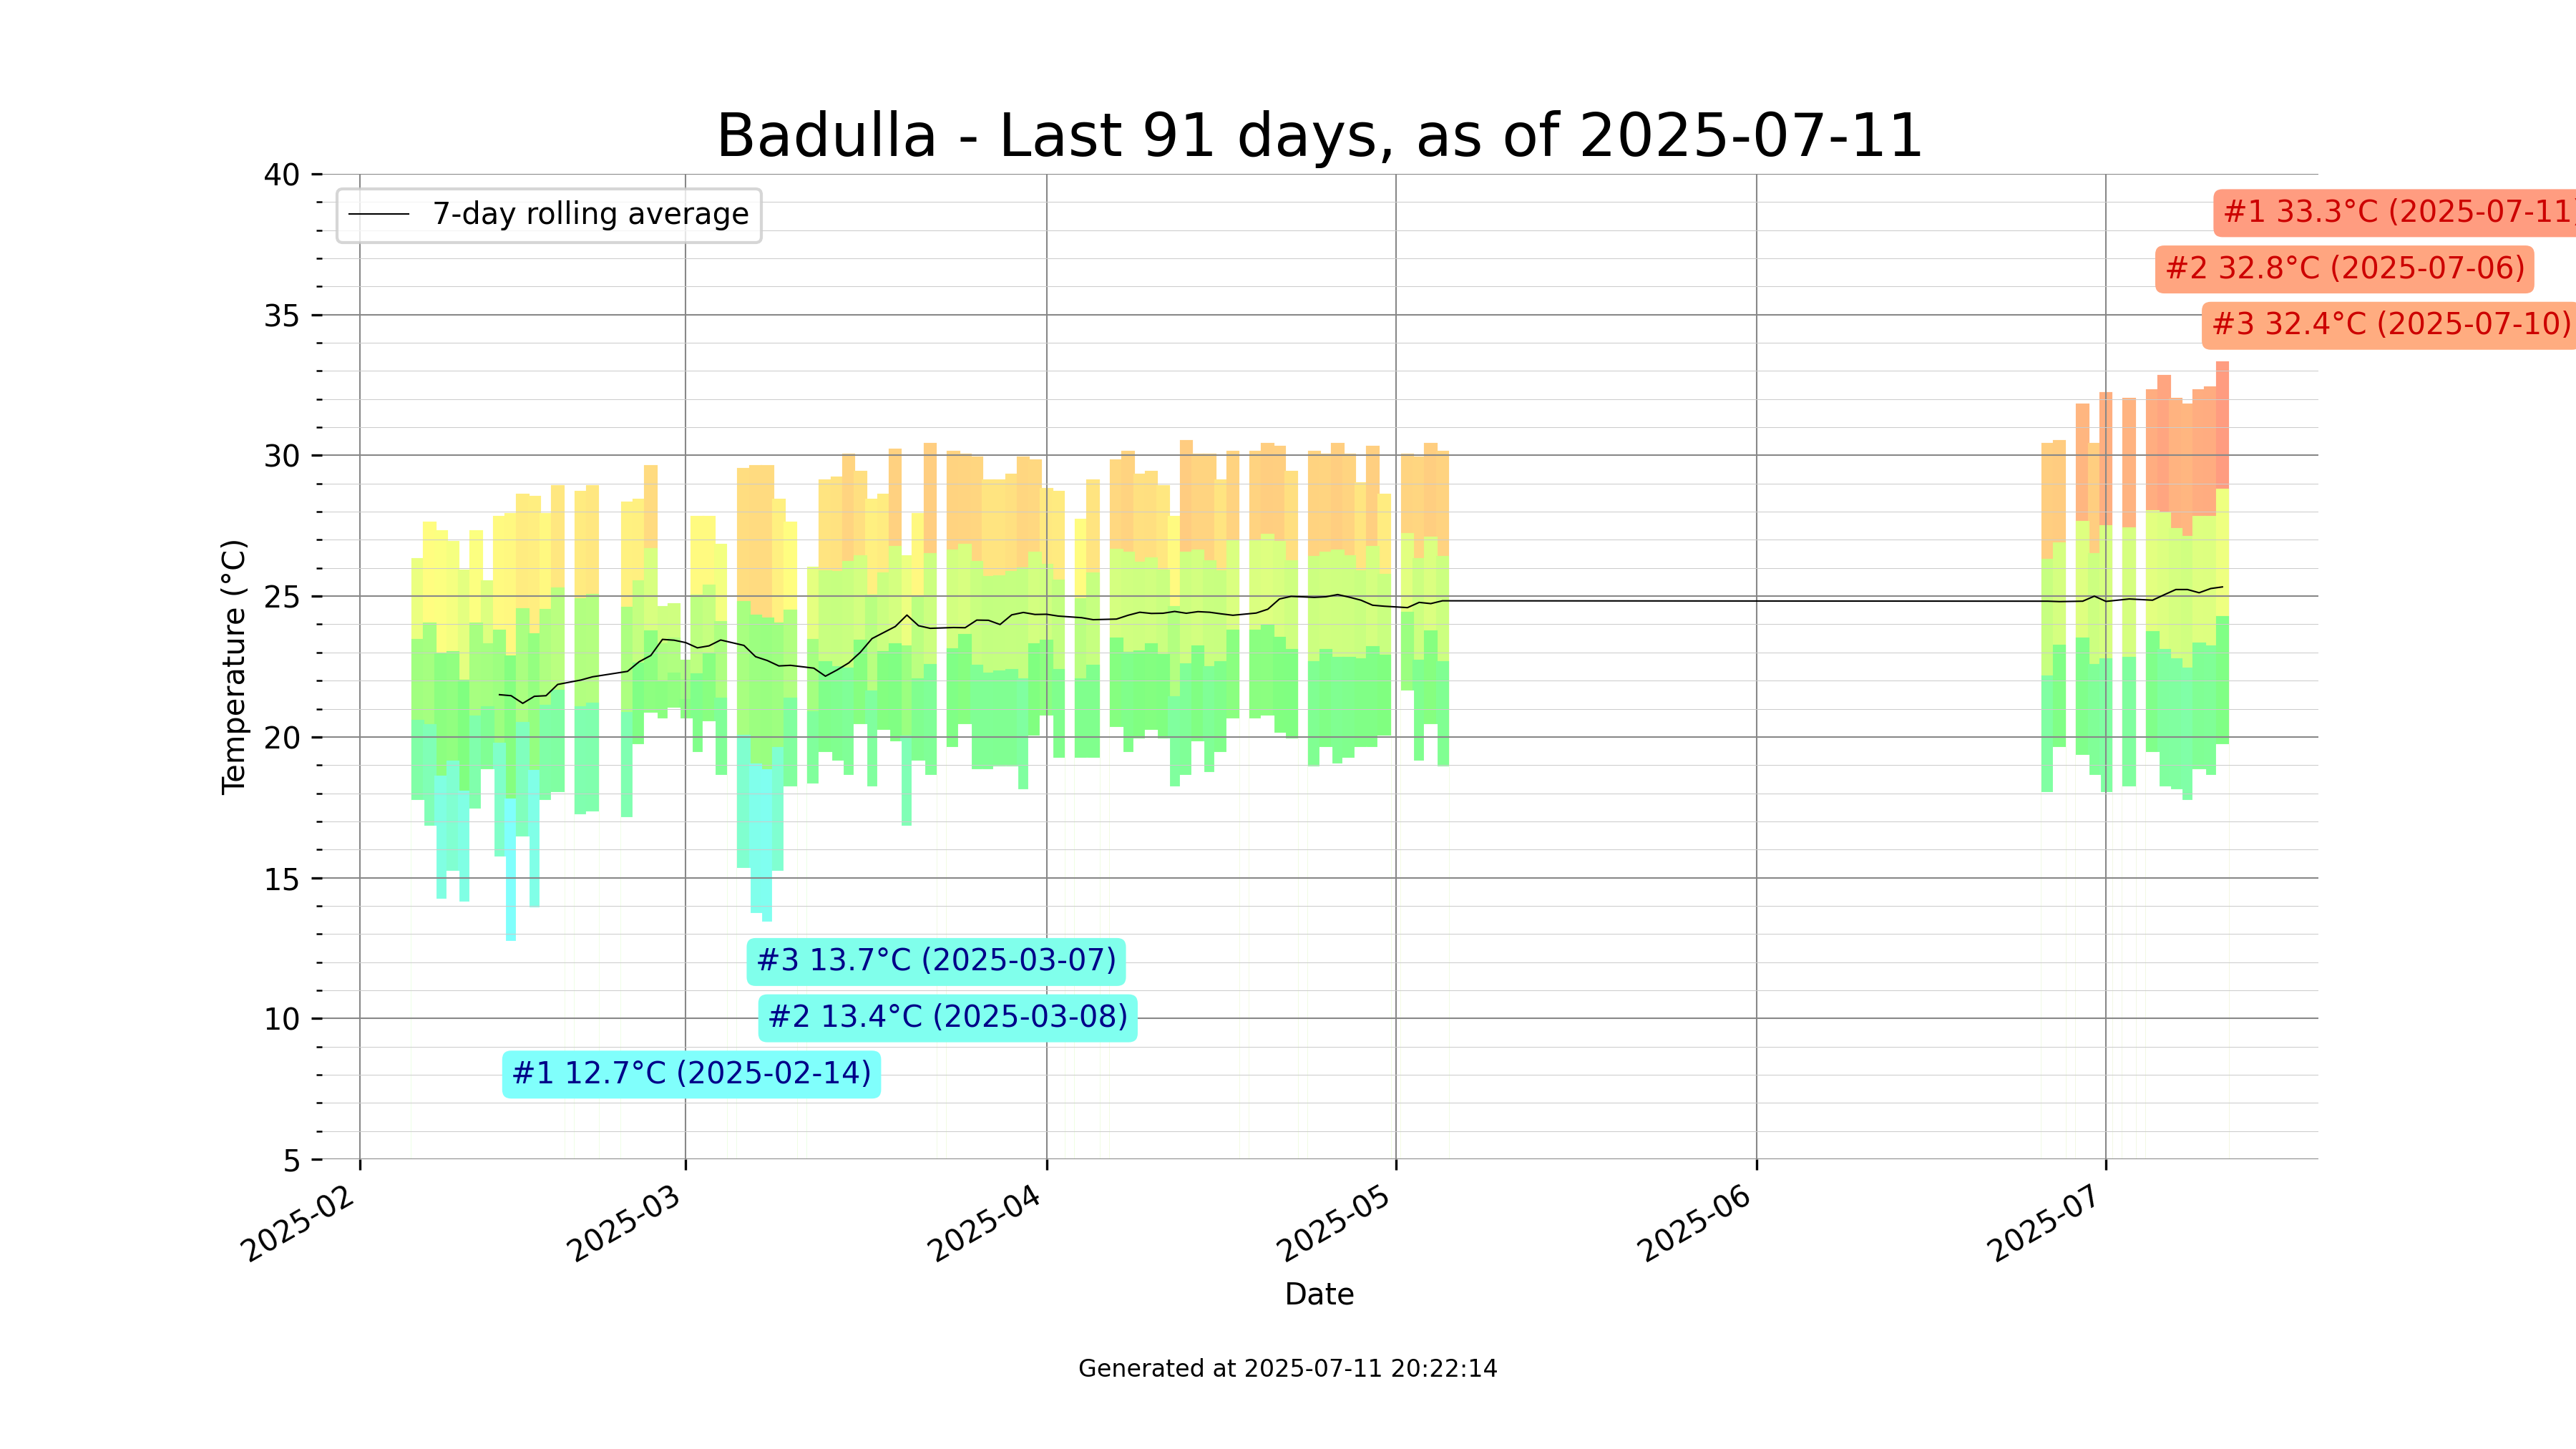 Badulla - Last 91 days, as of 2025-07-11
40
7-day rolling average
#1 33.3°C (2025-07-11)
#2 32.8°C (2025-07-06)
35
#3 32.4°C (2025-07-10)
30
25
Temperature (°C)
20
15
#3 13.7°C (2025-03-07)
10
#2 13.4°C (2025-03-08)
#1 12.7°C (2025-02-14)
5
2025-02
2025-03
2025-04
2025-05
2025-06
2025-07
Date
Generated at 2025-07-11 20:22:14